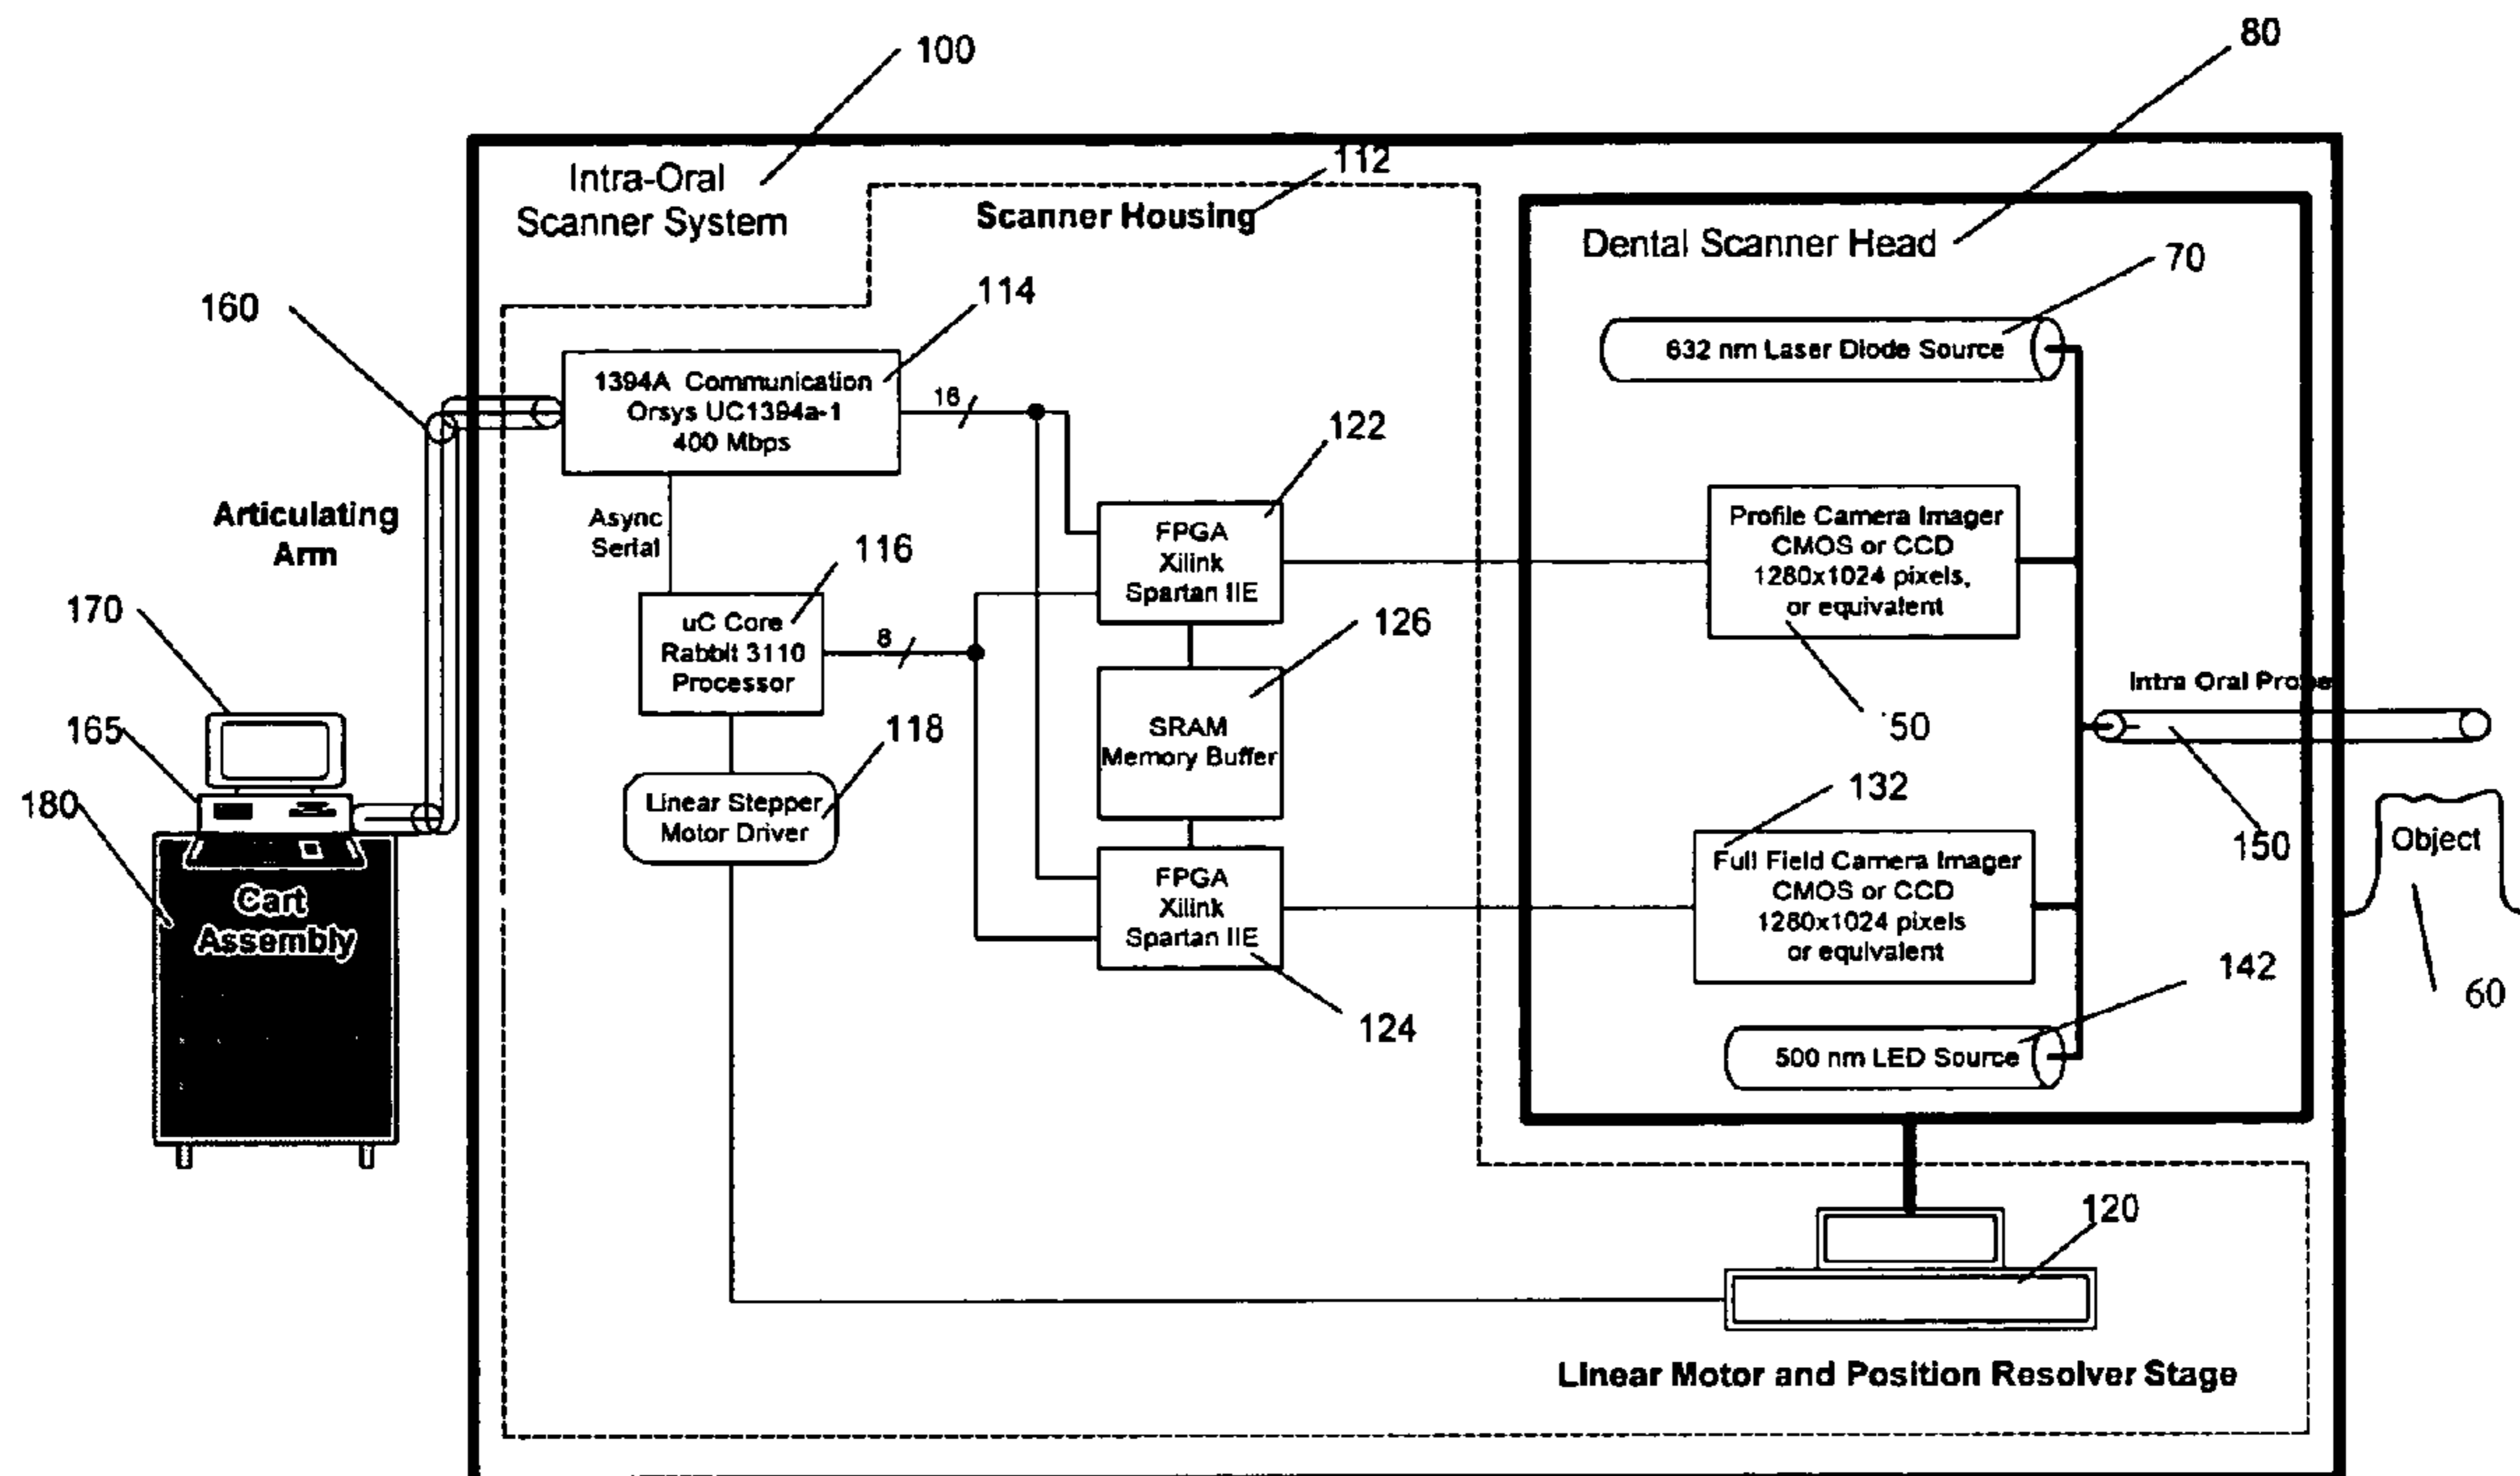 100
80
Intra-Oral
Scanner System
112
Scanner Housing
Dental Scanner Head
70
160
114
632 nm Laser Diode Source
1394A Communication
Orsys UC1394a-1
400 Mbps
16
122
Articulating
Arm
Async
Serial
116
FPGA
Xilink
Spartan IIE
Profile Camera Imager
CMOS or CCD
1280x1024 pixels,
or equivalent
170
uC Core
Rabbit 3110
Processor
8
126
Intra Oral Probe
165
118
SRAM
Memory Buffer
50
180
Linear Stepper
Motor Driver
132
150
Object
Cart
Assembly
FPGA
Xilink
Spartan IIE
Full Field Camera Imager
CMOS or CCD
1280x1024 pixels
or equivalent
142
60
124
500 nm LED Source
120
Linear Motor and Position Resolver Stage